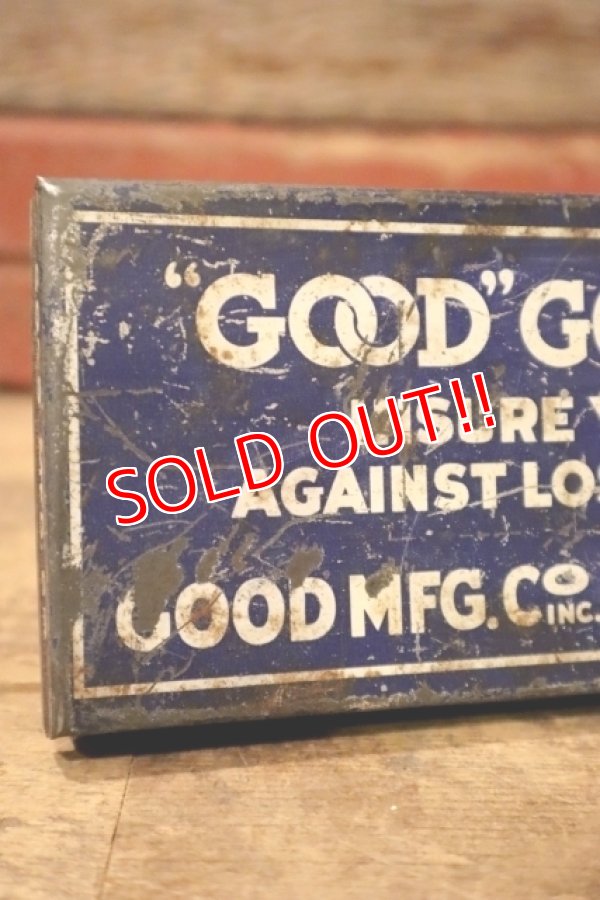 "GOOD" GO
INSURE
AGAINST LOS
GOOD MFG. Co INC.
SOLD OUT!!